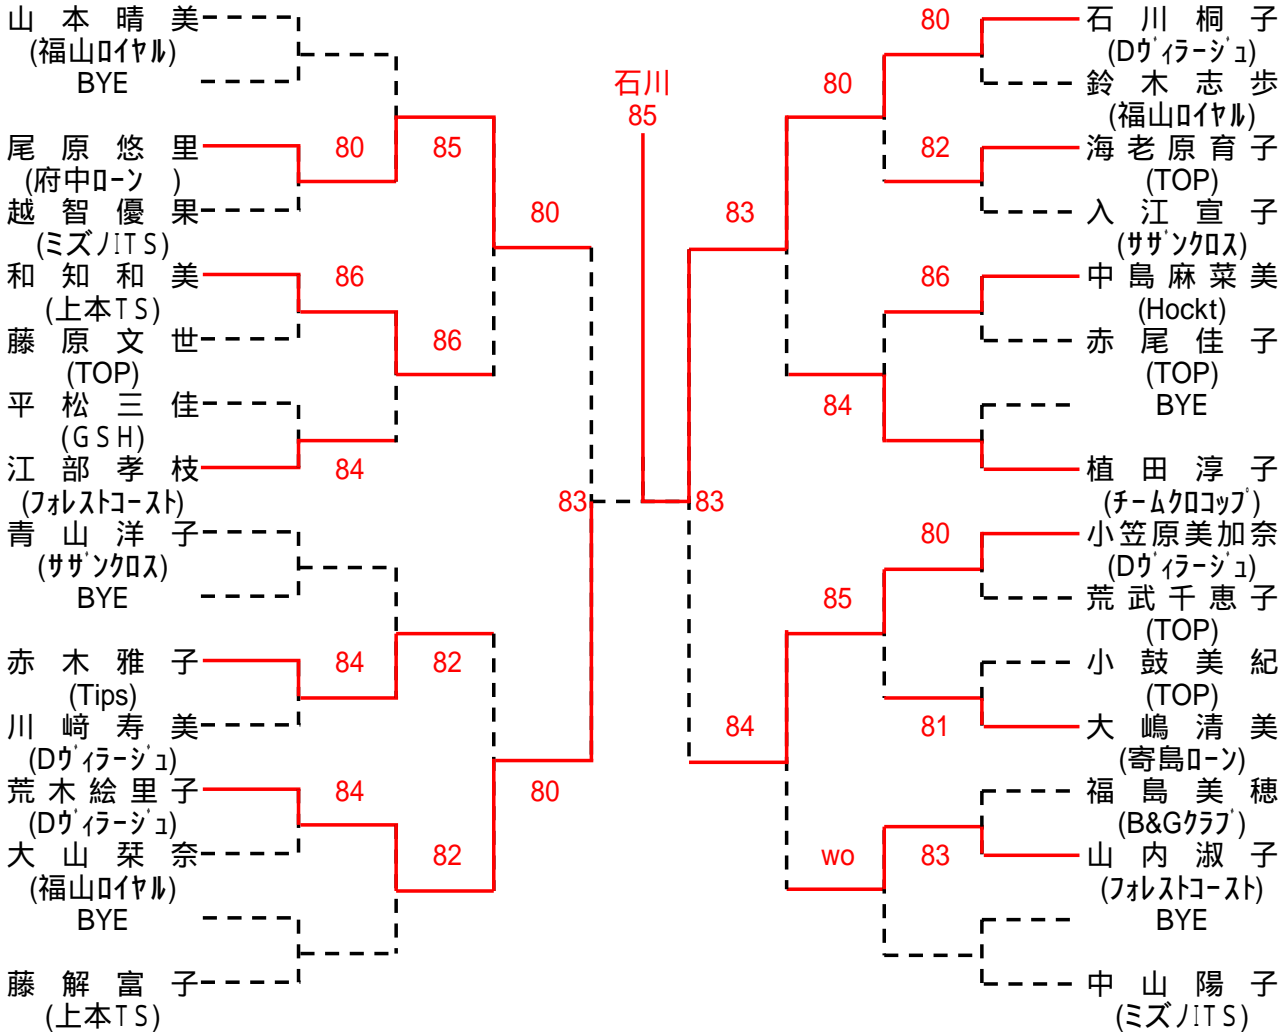 山本晴美
(福山ロイヤル)
BYE
尾原悠里
(府中ローン )
越智優果
(ミズノITS)
和知和美
(上本TS)
藤原文世
(TOP)
平松三佳
(GSH)
江部孝枝
(フォレストコースト)
青山洋子
(サザンクロス)
BYE
赤木雅子
(Tips)
川﨑寿美
(Dヴィラージュ)
荒木絵里子
(Dヴィラージュ)
大山栞奈
(福山ロイヤル)
BYE
藤解富子
(上本TS)
80
86
84
84
84
85
86
82
82
80
80
83
石川
85
83
83
84
80
84
85
wo
80
82
86
80
81
83
石川桐子
(Dヴィラージュ)
鈴木志歩
(福山ロイヤル)
海老原育子
(TOP)
入江宣子
(サザンクロス)
中島麻菜美
(Hockt)
赤尾佳子
(TOP)
BYE
植田淳子
(チームクロコップ)
小笠原美加奈
(Dヴィラージュ)
荒武千恵子
(TOP)
小鼓美紀
(TOP)
大嶋清美
(寄島ローン)
福島美穂
(B&Gクラブ)
山内淑子
(フォレストコースト)
BYE
中山陽子
(ミズノITS)